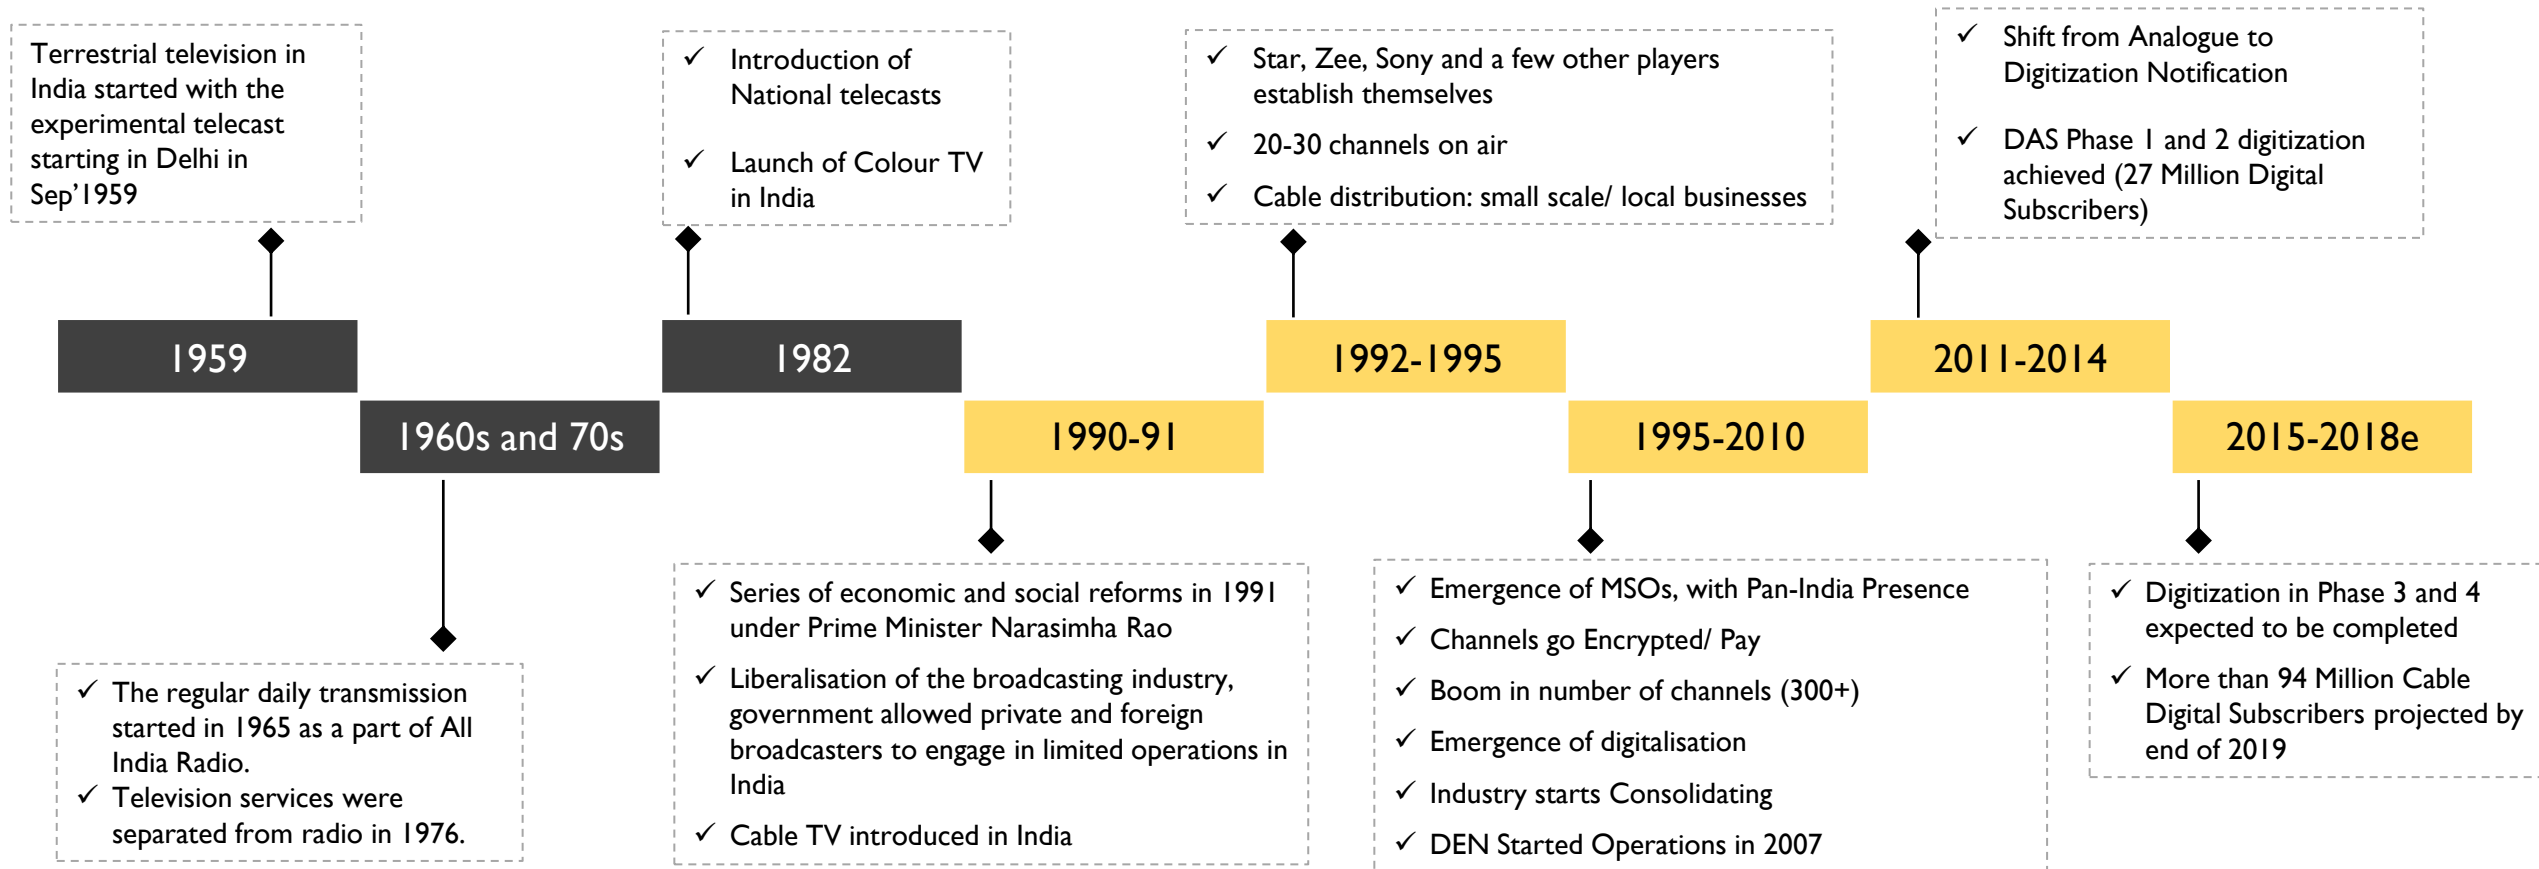 Terrestrial television in
India started with the
experimental telecast
starting in Delhi in
Sep'1959
✓ Introduction of
National telecasts
✓ Launch of Colour TV
in India
✓ Star, Zee, Sony and a few other players
establish themselves
✓ 20-30 channels on air
✓ Cable distribution: small scale/ local businesses
✓ Shift from Analogue to
Digitization Notification
✓ DAS Phase 1 and 2 digitization
achieved (27 Million Digital
Subscribers)
1959
1982
1992-1995
2011-2014
1960s and 70s
1990-91
1995-2010
2015-2018e
✓ The regular daily transmission
started in 1965 as a part of All
India Radio.
✓ Television services were
separated from radio in 1976.
✓ Series of economic and social reforms in 1991
under Prime Minister Narasimha Rao
✓ Liberalisation of the broadcasting industry,
government allowed private and foreign
broadcasters to engage in limited operations in
India
✓ Cable TV introduced in India
✓ Emergence of MSOs, with Pan-India Presence
✓ Channels go Encrypted/ Pay
✓ Boom in number of channels (300+)
✓ Emergence of digitalisation
✓ Industry starts Consolidating
✓ DEN Started Operations in 2007
✓ Digitization in Phase 3 and 4
expected to be completed
✓ More than 94 Million Cable
Digital Subscribers projected by
end of 2019